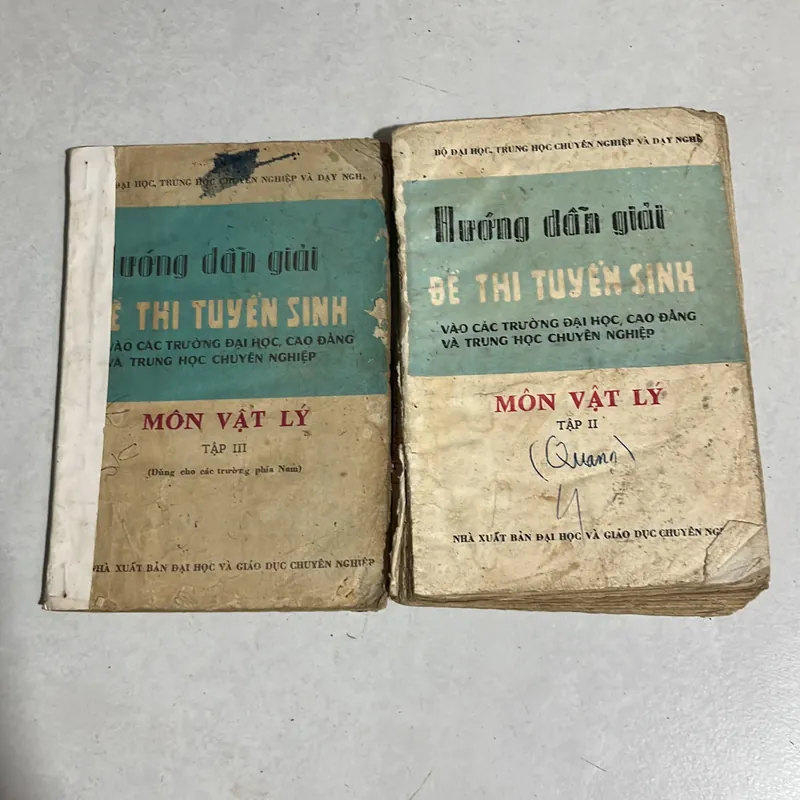 ĐẠI HỌC, TRUNG HỌC CHUYÊN NGHIỆP VÀ DẠY NGHỀ
Hướng dẫn giải
ĐỀ THI TUYỂN SINH
VÀO CÁC TRƯỜNG ĐẠI HỌC, CAO ĐẲNG
VÀ TRUNG HỌC CHUYÊN NGHIỆP
MÔN VẬT LÝ
TẬP III
(Dùng cho các trường phía Nam)
NHÀ XUẤT BẢN ĐẠI HỌC VÀ GIÁO DỤC CHUYÊN NGHIỆP
BỘ ĐẠI HỌC, TRUNG HỌC CHUYÊN NGHIỆP VÀ DẠY NGHỀ
Hướng dẫn giải
ĐỀ THI TUYỂN SINH
VÀO CÁC TRƯỜNG ĐẠI HỌC, CAO ĐẲNG
VÀ TRUNG HỌC CHUYÊN NGHIỆP
MÔN VẬT LÝ
TẬP II
(Quang)
NHÀ XUẤT BẢN ĐẠI HỌC VÀ GIÁO DỤC CHUYÊN